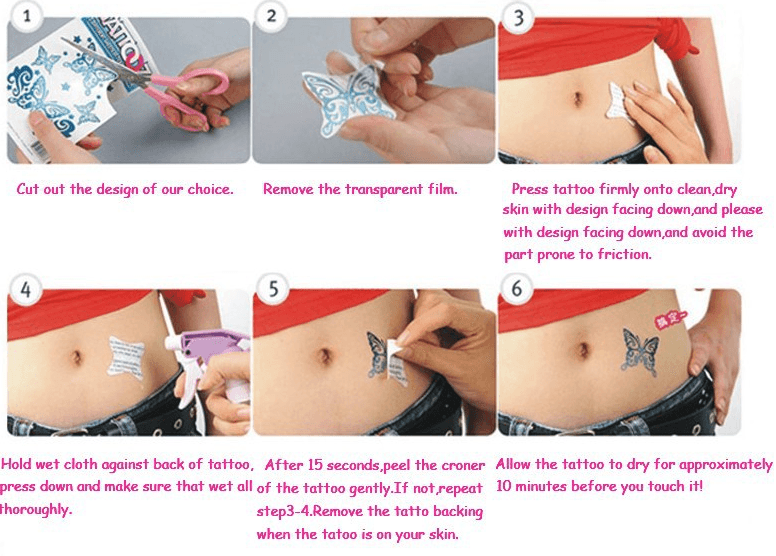 1
TATTOO
Cut out the design of our choice.
2
Remove the transparent film.
3
Press tattoo firmly onto clean,dry
skin with design facing down,and please
with design facing down,and avoid the
part prone to friction.
4
Hold wet cloth against back of tattoo,
press down and make sure that wet all
thoroughly.
5
After 15 seconds,peel the croner
of the tattoo gently.If not,repeat
step3-4.Remove the tatto backing
when the tatoo is on your skin.
6
搞定~
Allow the tattoo to dry for approximately
10 minutes before you touch it!